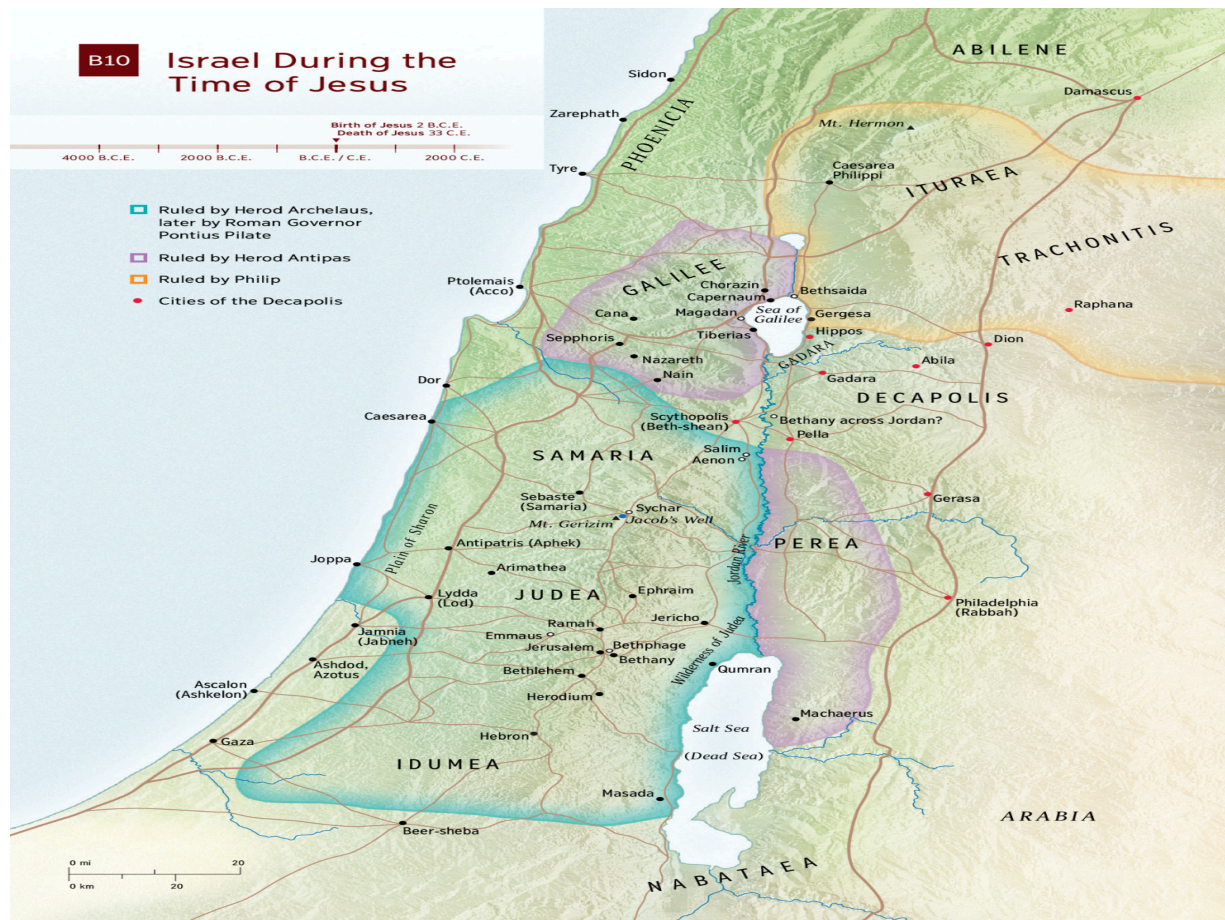 B10
Israel During the
Time of Jesus
Birth of Jesus 2 B.C.E.
Death of Jesus 33 C.E.
4000 B.C.E.
2000 B.C.E.
B.C.E. / C.E.
2000 C.E.
Ruled by Herod Archelaus,
later by Roman Governor
Pontius Pilate
Ruled by Herod Antipas
Ruled by Philip
Cities of the Decapolis
ABILENE
Sidon
Damascus
Zarephath
PHOENICIA
Mt. Hermon
Tyre
Caesarea
Philippi
ITURAEA
TRACHONITIS
GALILEE
Ptolemais
(Acco)
Chorazin
Capernaum
Bethsaida
Cana
Magadan
Sea of
Galilee
Gergesa
Raphana
Sepphoris
Tiberias
Hippos
Dion
Nazareth
GADARA
Abila
Nain
Gadara
Dor
DECAPOLIS
Caesarea
Scythopolis
(Beth-shean)
Bethany across Jordan?
Pella
SAMARIA
Salim
Aenon
Sebaste
(Samaria)
Gerasa
Sychar
Mt. Gerizim
Jacob's Well
Plain of Sharon
Antipatris (Aphek)
PEREA
Jordan River
Joppa
Arimathea
Lydda
(Lod)
JUDEA
Ephraim
Philadelphia
(Rabbah)
Jamnia
(Jabneh)
Ramah
Jericho
Emmaus
Bethphage
Jerusalem
Bethany
Wilderness of Judea
Ashdod,
Azotus
Bethlehem
Qumran
Ascalon
(Ashkelon)
Herodium
Machaerus
Gaza
Hebron
Salt Sea
(Dead Sea)
IDUMEA
Masada
ARABIA
Beer-sheba
NABATAEA
0 mi
20
0 km
20